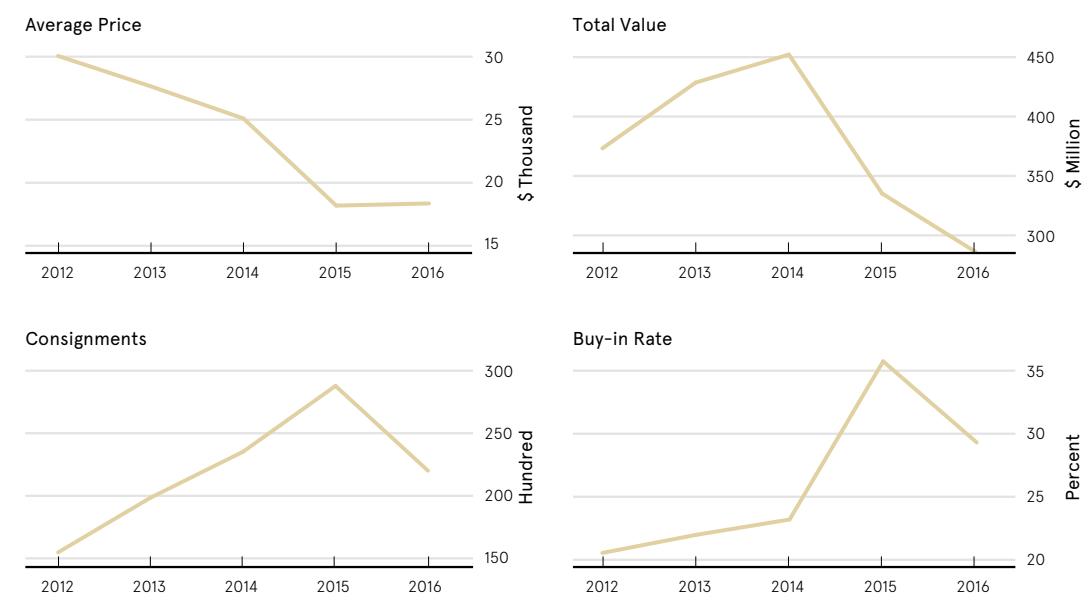 Average Price
30
25
20
15
$ Thousand
2012 2013 2014 2015 2016
Total Value
450
400
350
300
$ Million
2012 2013 2014 2015 2016
Consignments
300
250
200
150
Hundred
2012 2013 2014 2015 2016
Buy-in Rate
35
30
25
20
Percent
2012 2013 2014 2015 2016